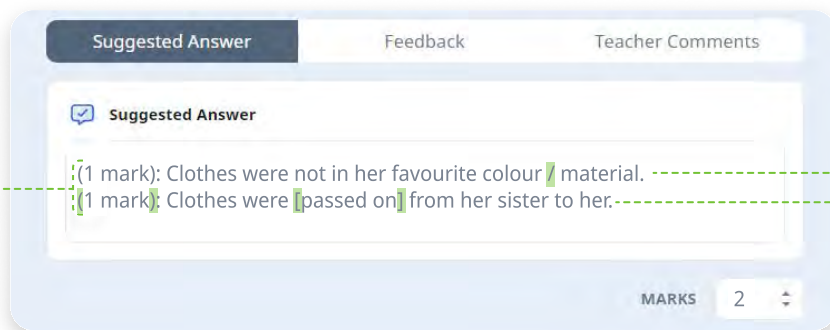 Suggested Answer Feedback Teacher Comments
Suggested Answer
(1 mark): Clothes were not in her favourite colour / material.
(1 mark): Clothes were [passed on] from her sister to her.
MARKS 2